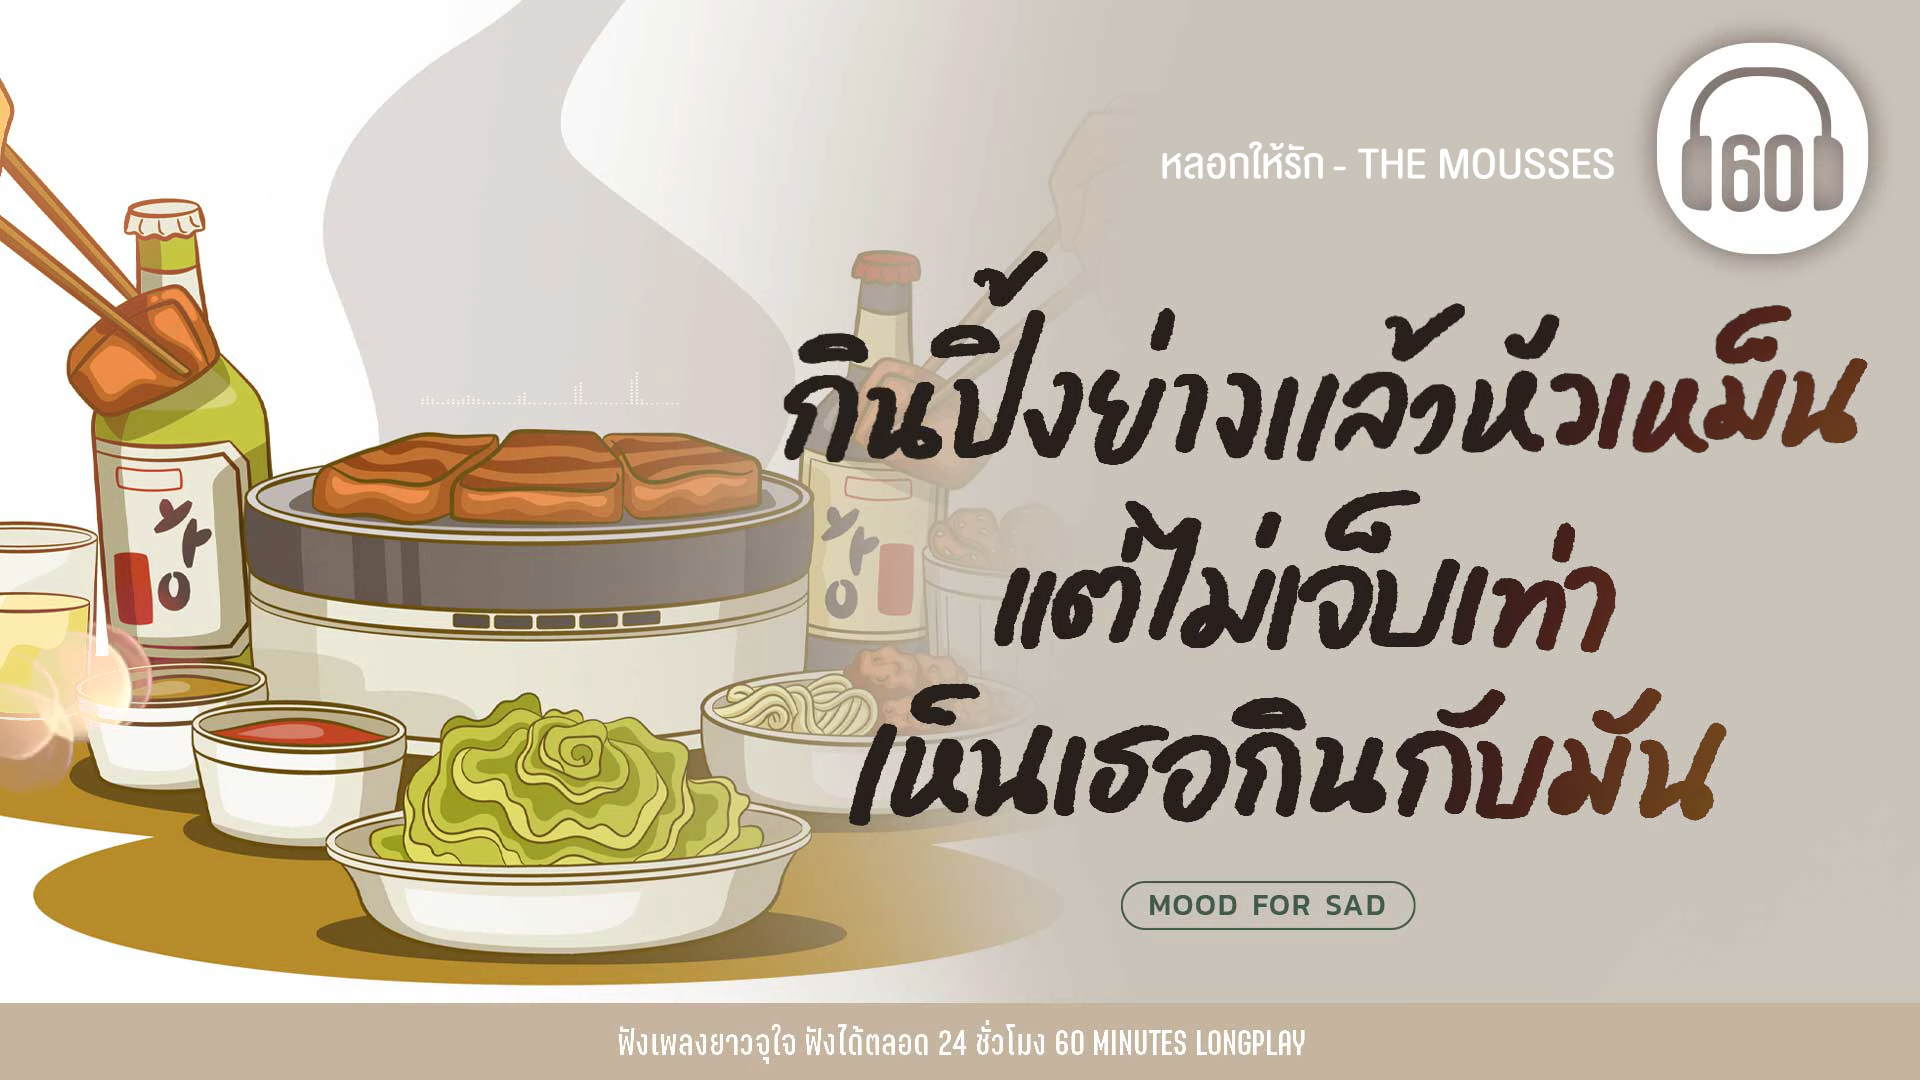 หลอกให้รัก - THE MOUSSES
60
กินปิ้งย่างแล้วหัวเหม็น
แต่ไม่เจ็บเท่า
เห็นเธอกินกับมัน
MOOD FOR SAD
ฟังเพลงยาวจุใจ ฟังได้ตลอด 24 ชั่วโมง 60 MINUTES LONGPLAY